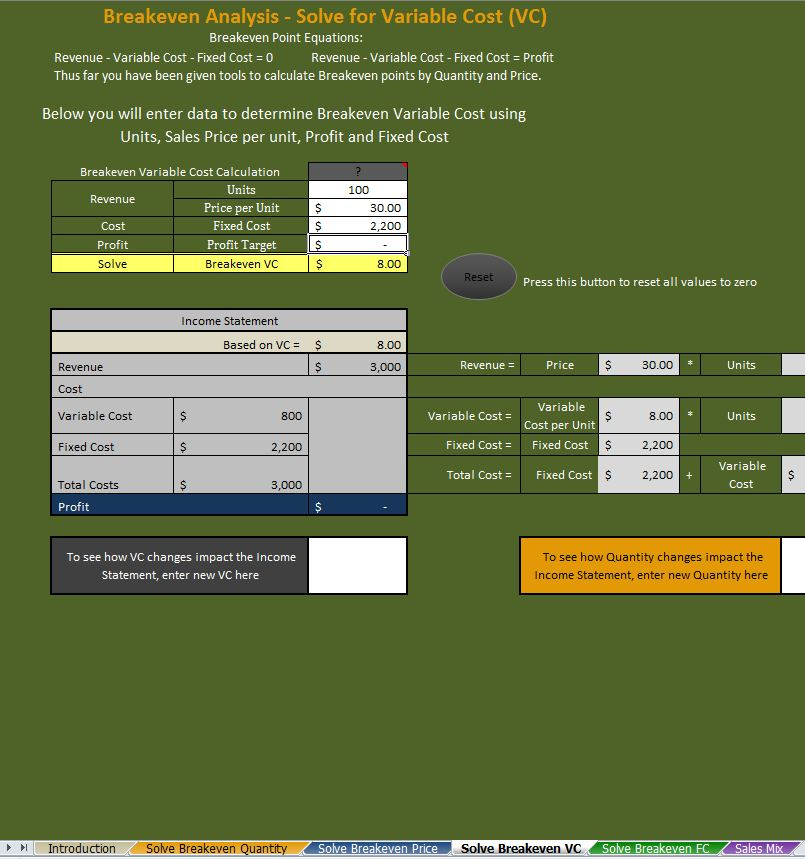 Breakeven Analysis - Solve for Variable Cost (VC)
Breakeven Point Equations:
Revenue - Variable Cost - Fixed Cost = 0 Revenue - Variable Cost - Fixed Cost = Profit
Thus far you have been given tools to calculate Breakeven points by Quantity and Price.
Below you will enter data to determine Breakeven Variable Cost using
Units, Sales Price per unit, Profit and Fixed Cost
Breakeven Variable Cost Calculation ?
Revenue Units 100
Price per Unit $ 30.00
Cost Fixed Cost $ 2,200
Profit Profit Target $ -
Solve Breakeven VC $ 8.00
Reset Press this button to reset all values to zero
Income Statement
Based on VC = $ 8.00
Revenue $ 3,000 Revenue = Price $ 30.00 * Units
Cost
Variable Cost $ 800 Variable Cost = Variable Cost per Unit $ 8.00 * Units
Fixed Cost $ 2,200 Fixed Cost = Fixed Cost $ 2,200
Total Costs $ 3,000 Total Cost = Fixed Cost $ 2,200 + Variable Cost $
Profit $ -
To see how VC changes impact the Income
Statement, enter new VC here
To see how Quantity changes impact the
Income Statement, enter new Quantity here
Introduction Solve Breakeven Quantity Solve Breakeven Price Solve Breakeven VC Solve Breakeven FC Sales Mix